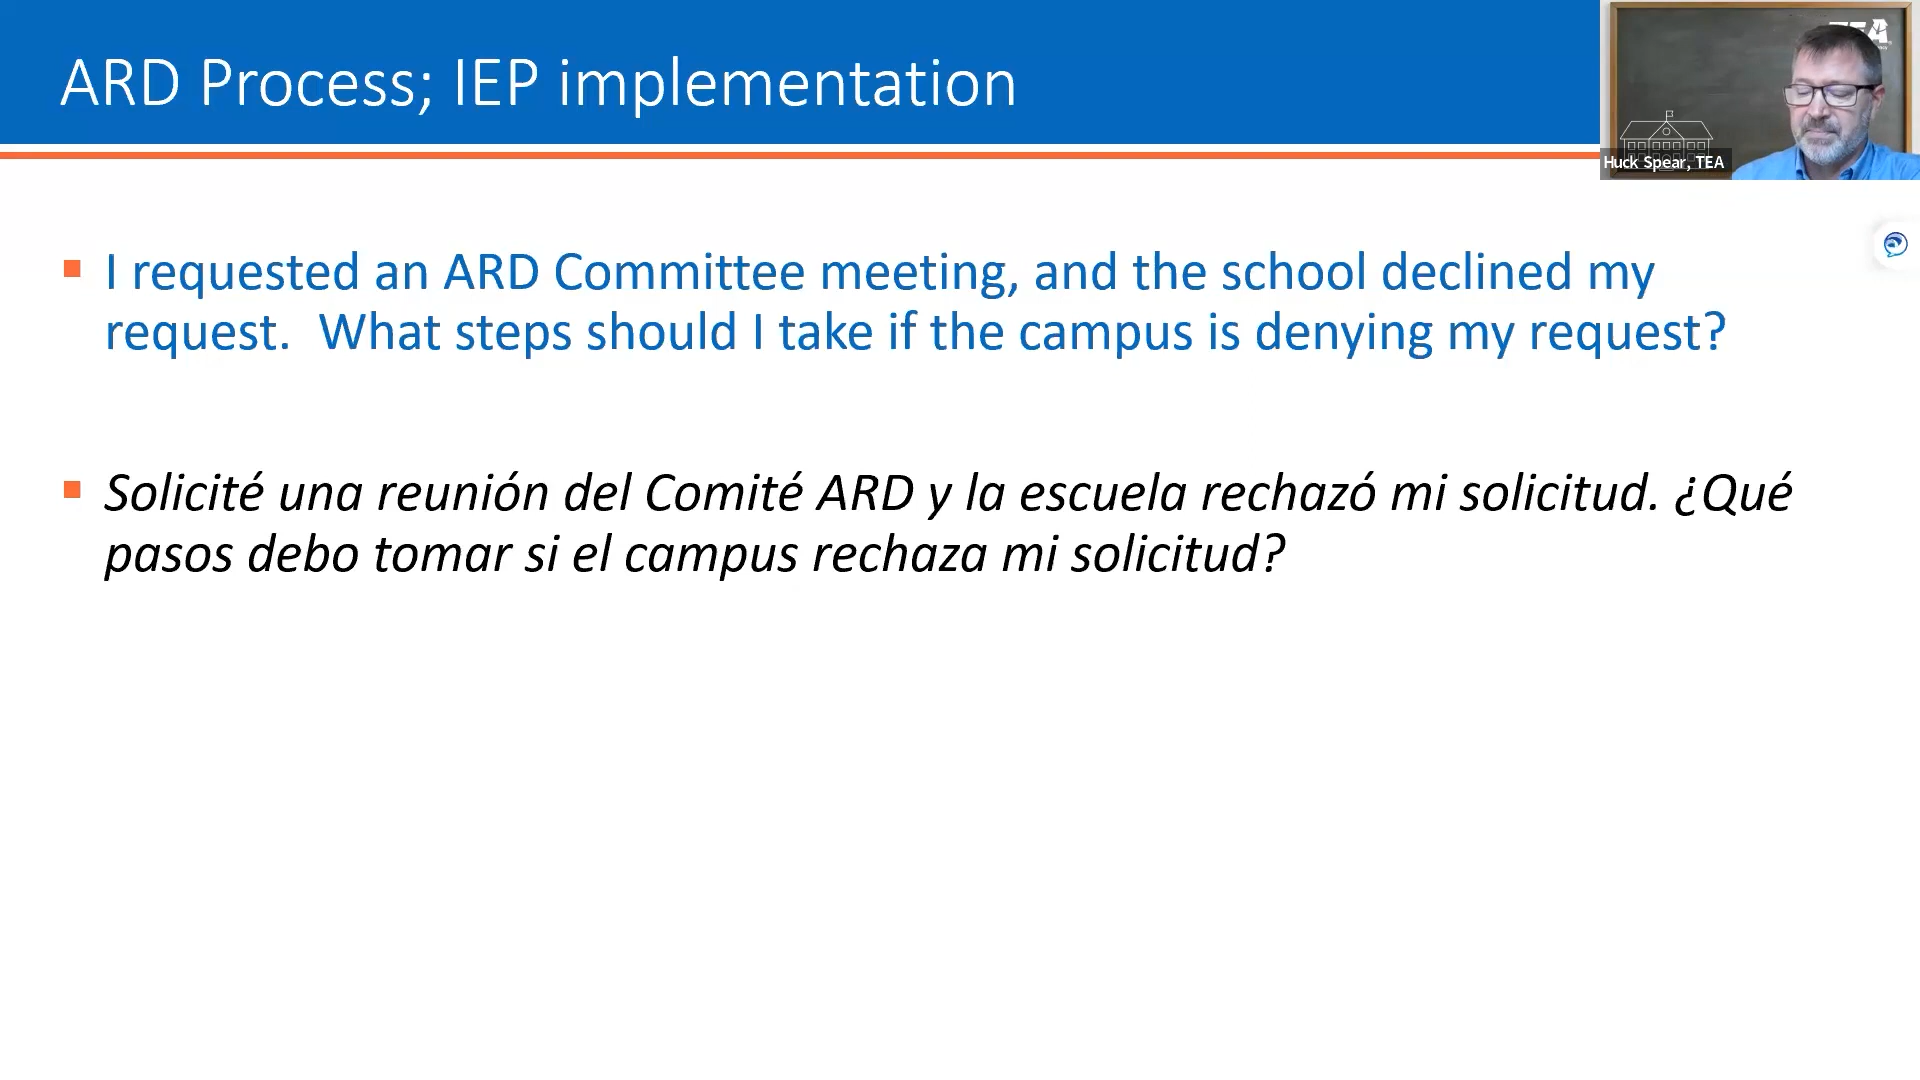 ARD Process; IEP implementation
Huck Spear, TEA
I requested an ARD Committee meeting, and the school declined my
request.  What steps should I take if the campus is denying my request?
Solicité una reunión del Comité ARD y la escuela rechazó mi solicitud. ¿Qué
pasos debo tomar si el campus rechaza mi solicitud?